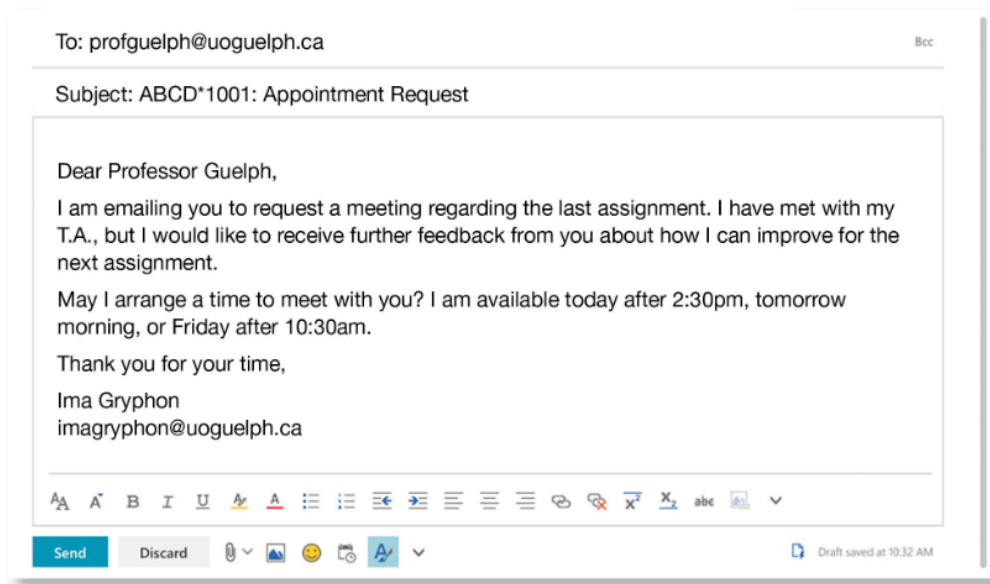 To: profguelph@uoguelph.ca Bcc
Subject: ABCD*1001: Appointment Request
Dear Professor Guelph,
I am emailing you to request a meeting regarding the last assignment. I have met with my
T.A., but I would like to receive further feedback from you about how I can improve for the
next assignment.
May I arrange a time to meet with you? I am available today after 2:30pm, tomorrow
morning, or Friday after 10:30am.
Thank you for your time,
Ima Gryphon
imagryphon@uoguelph.ca
AA A B I U A A x² X₂ abc
Send Discard A Draft saved at 10:32 AM